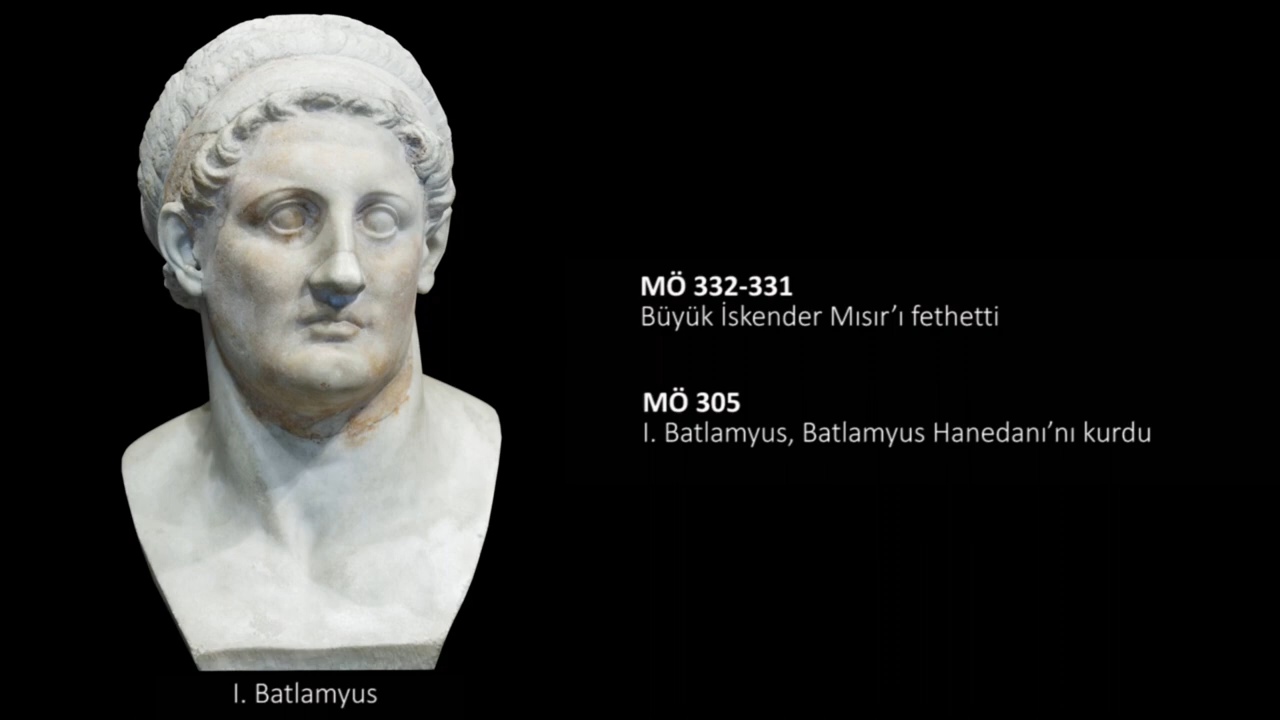 MÖ 332-331
Büyük İskender Mısır’ı fethetti
MÖ 305
I. Batlamyus, Batlamyus Hanedanı’nı kurdu
I. Batlamyus